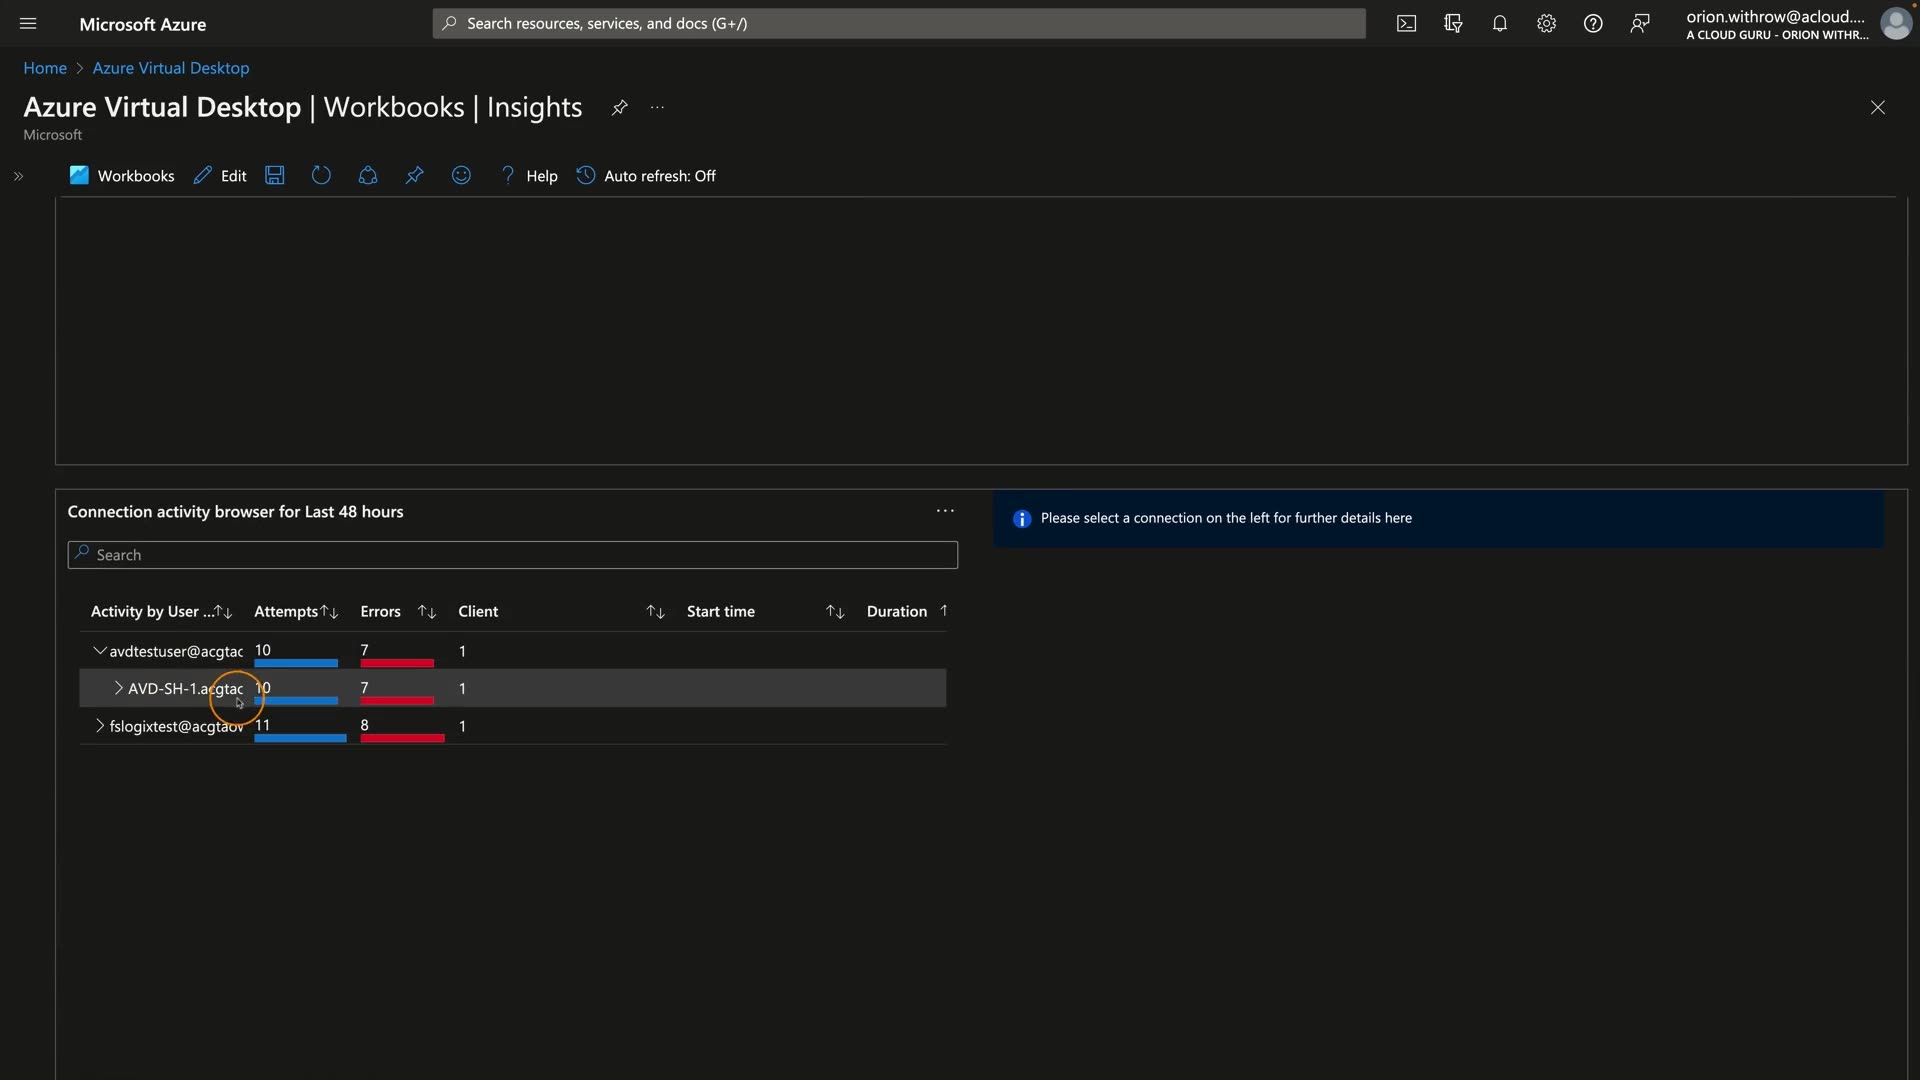 Microsoft Azure
Search resources, services, and docs (G+/)
orion.withrow@acloud....
A CLOUD GURU - ORION WITHR...
Home > Azure Virtual Desktop
Azure Virtual Desktop | Workbooks | Insights
Microsoft
Workbooks Edit Help Auto refresh: Off
Connection activity browser for Last 48 hours
Please select a connection on the left for further details here
Search
Activity by User ... Attempts Errors Client Start time Duration
avdtestuser@acgtac 10 7 1
AVD-SH-1.acgtac 10 7 1
fslogixtest@acgtaov 11 8 1